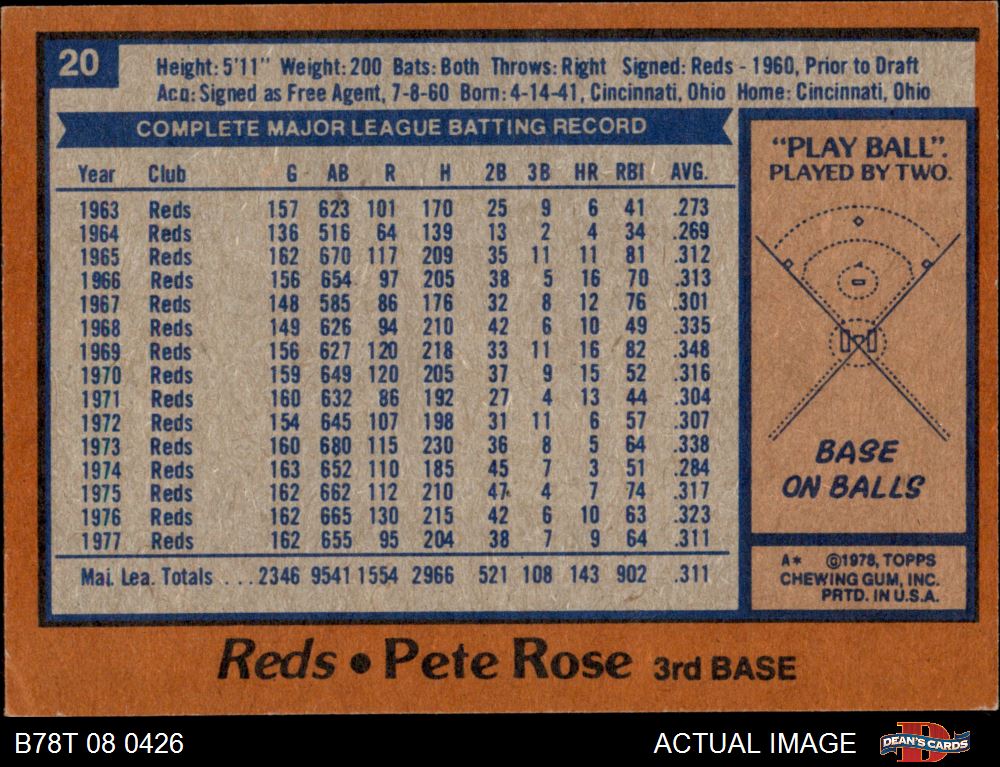 20
Height: 5'11" Weight: 200 Bats: Both Throws: Right Signed: Reds - 1960, Prior to Draft
Acq: Signed as Free Agent, 7-8-60 Born: 4-14-41, Cincinnati, Ohio Home: Cincinnati, Ohio
COMPLETE MAJOR LEAGUE BATTING RECORD
Year Club G AB R H 2B 3B HR RBI AVG.
1963 Reds 157 623 101 170 25 9 6 41 .273
1964 Reds 136 516 64 139 13 2 4 34 .269
1965 Reds 162 670 117 209 35 11 11 81 .312
1966 Reds 156 654 97 205 38 5 16 70 .313
1967 Reds 148 585 86 176 32 8 12 76 .301
1968 Reds 149 626 94 210 42 6 10 49 .335
1969 Reds 156 627 120 218 33 11 16 82 .348
1970 Reds 159 649 120 205 37 9 15 52 .316
1971 Reds 160 632 86 192 27 4 13 44 .304
1972 Reds 154 645 107 198 31 11 6 57 .307
1973 Reds 160 680 115 230 36 8 5 64 .338
1974 Reds 163 652 110 185 45 7 3 51 .284
1975 Reds 162 662 112 210 47 4 7 74 .317
1976 Reds 162 665 130 215 42 6 10 63 .323
1977 Reds 162 655 95 204 38 7 9 64 .311
Maj. Lea. Totals ... 2346 9541 1554 2966 521 108 143 902 .311
"PLAY BALL".
PLAYED BY TWO.
BASE
ON BALLS
A* ©1978, TOPPS
CHEWING GUM, INC.
PRTD. IN U.S.A.
Reds • Pete Rose 3rd BASE
B78T 08 0426
ACTUAL IMAGE
DEAN'S CARDS